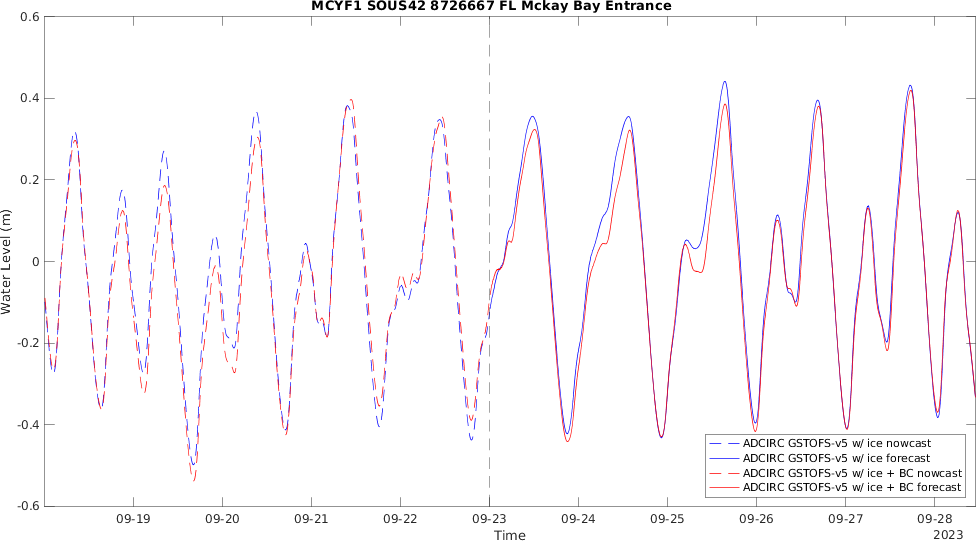 MCYF1 SOUS42 8726667 FL Mckay Bay Entrance
0.6
0.4
0.2
0
-0.2
-0.4
-0.6
Water Level (m)
ADCIRC GSTOFS-v5 w/ ice nowcast
ADCIRC GSTOFS-v5 w/ ice forecast
ADCIRC GSTOFS-v5 w/ ice + BC nowcast
ADCIRC GSTOFS-v5 w/ ice + BC forecast
09-19 09-20 09-21 09-22 09-23 09-24 09-25 09-26 09-27 09-28
Time
2023